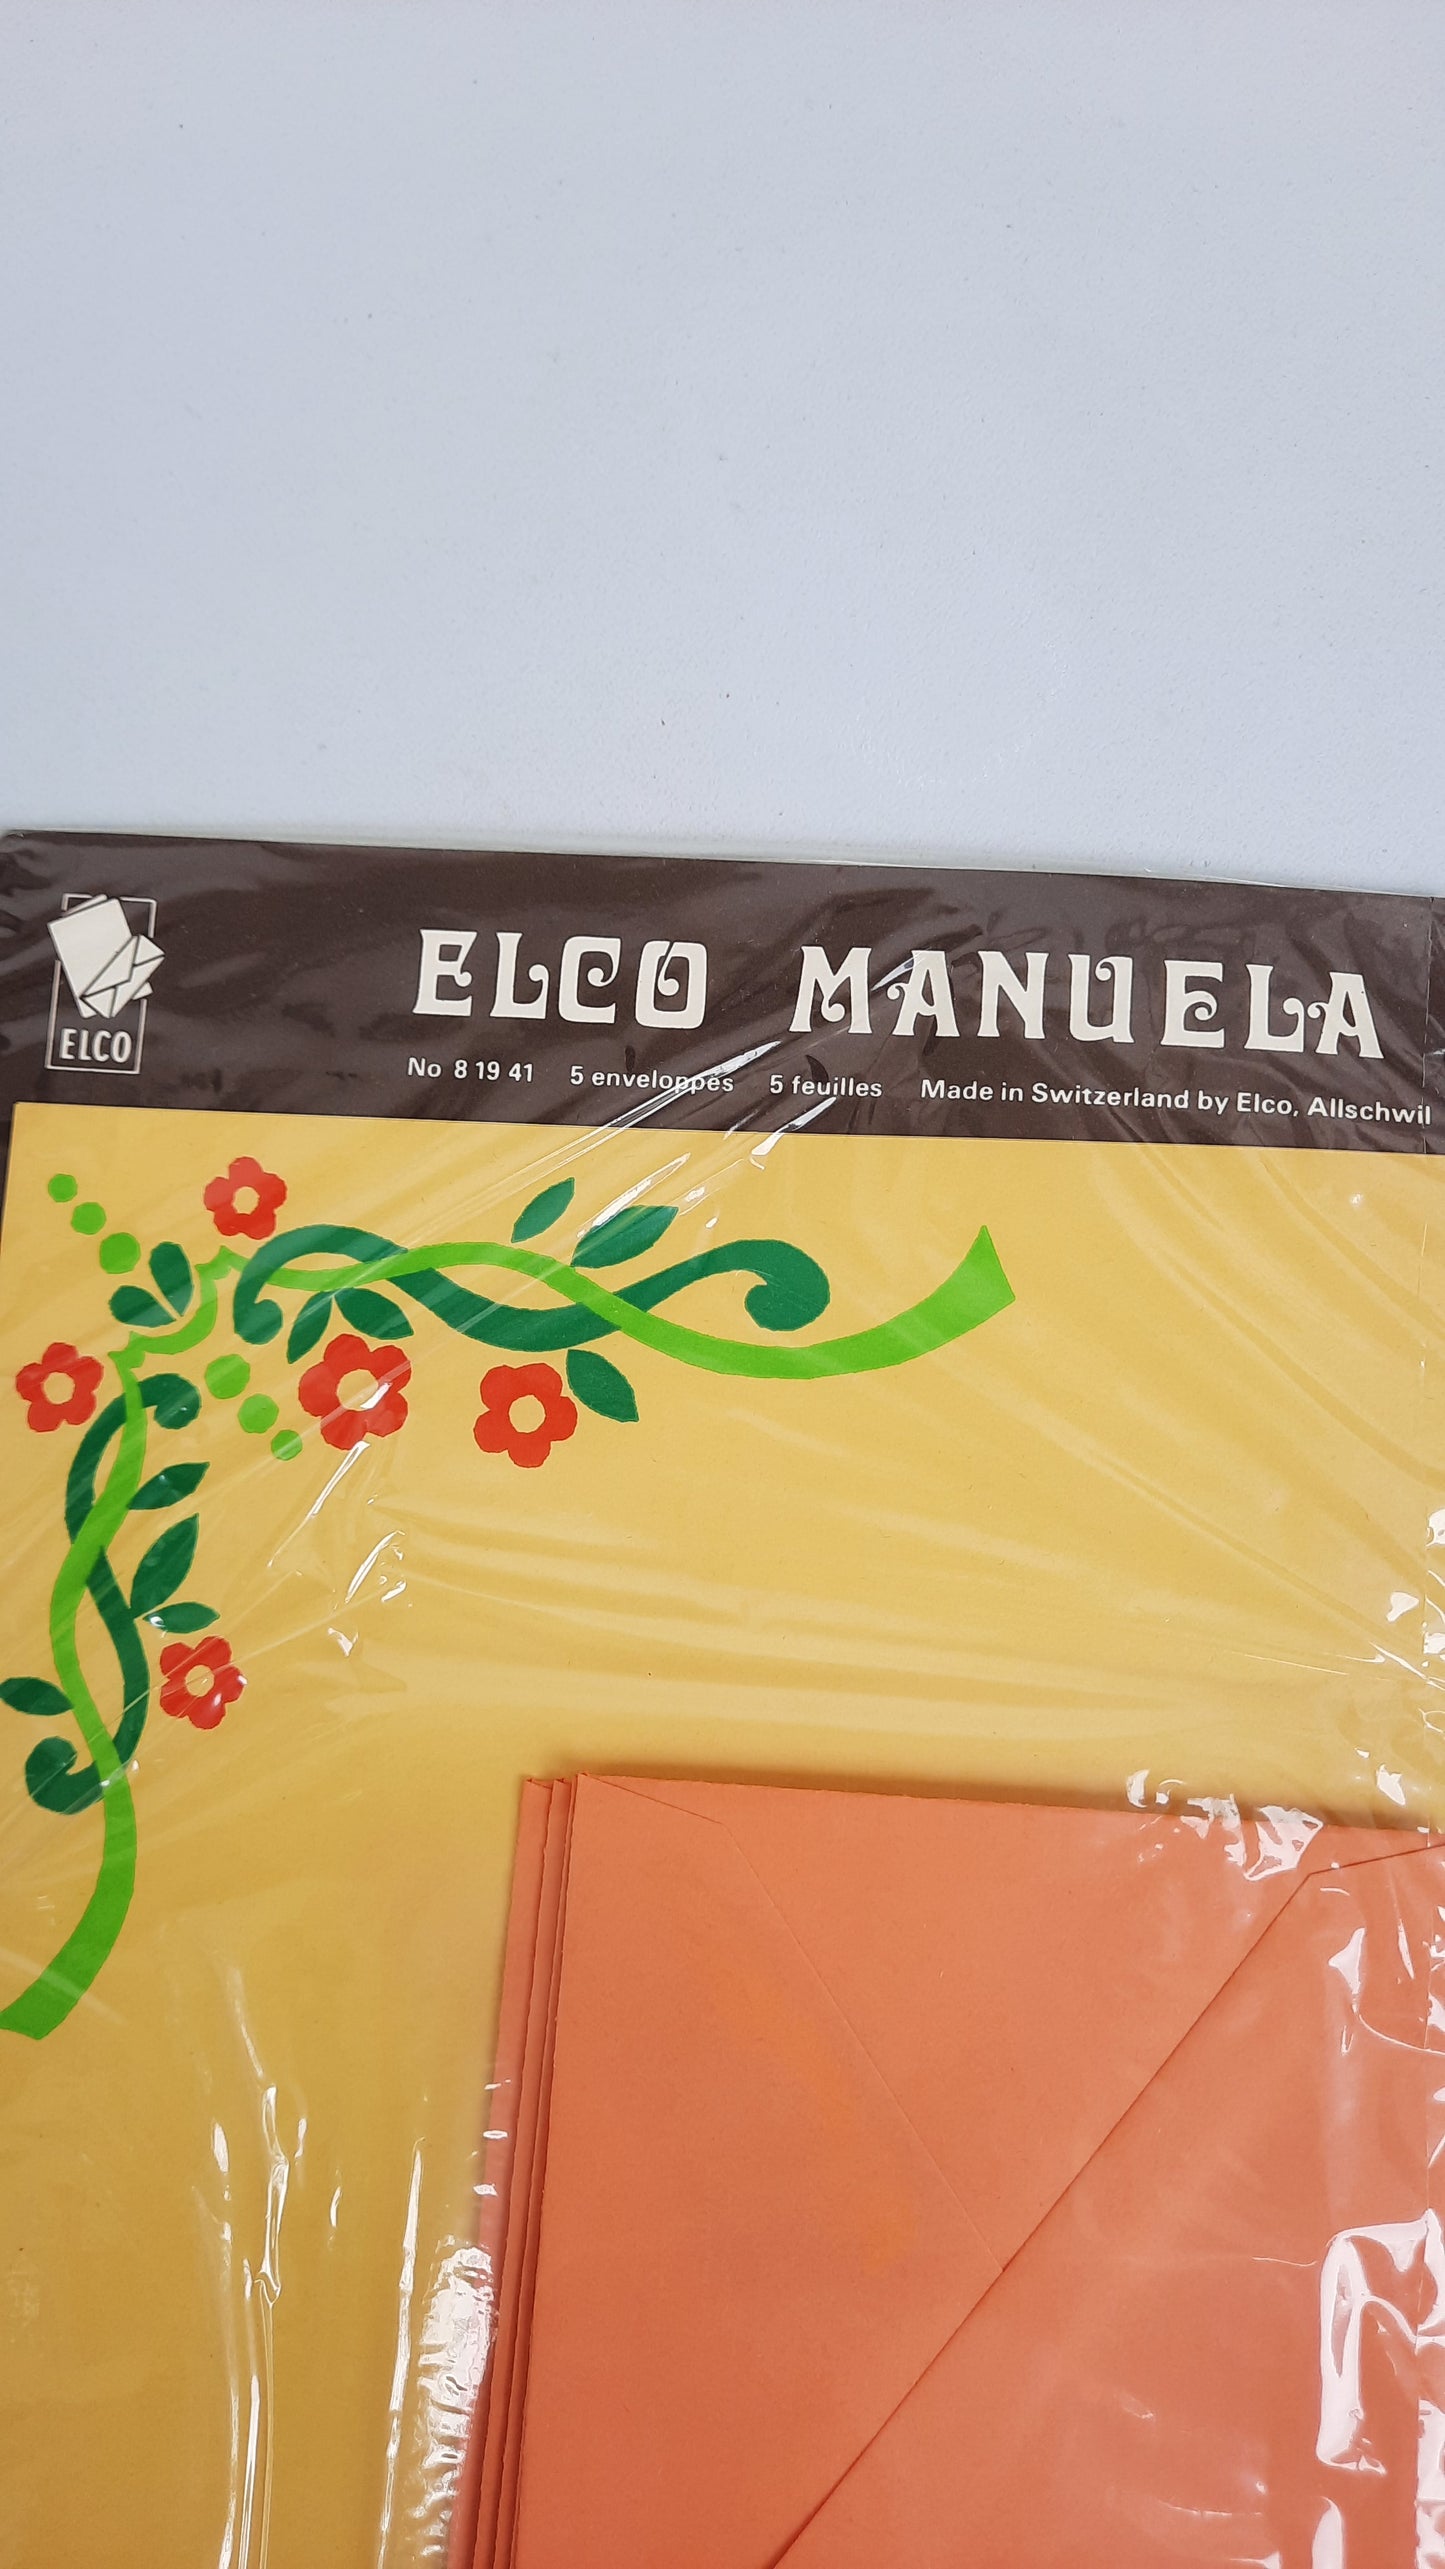 ELCO
ELCO MANUELA
No 8 19 41 5 enveloppes 5 feuilles Made in Switzerland by Elco, Allschwil